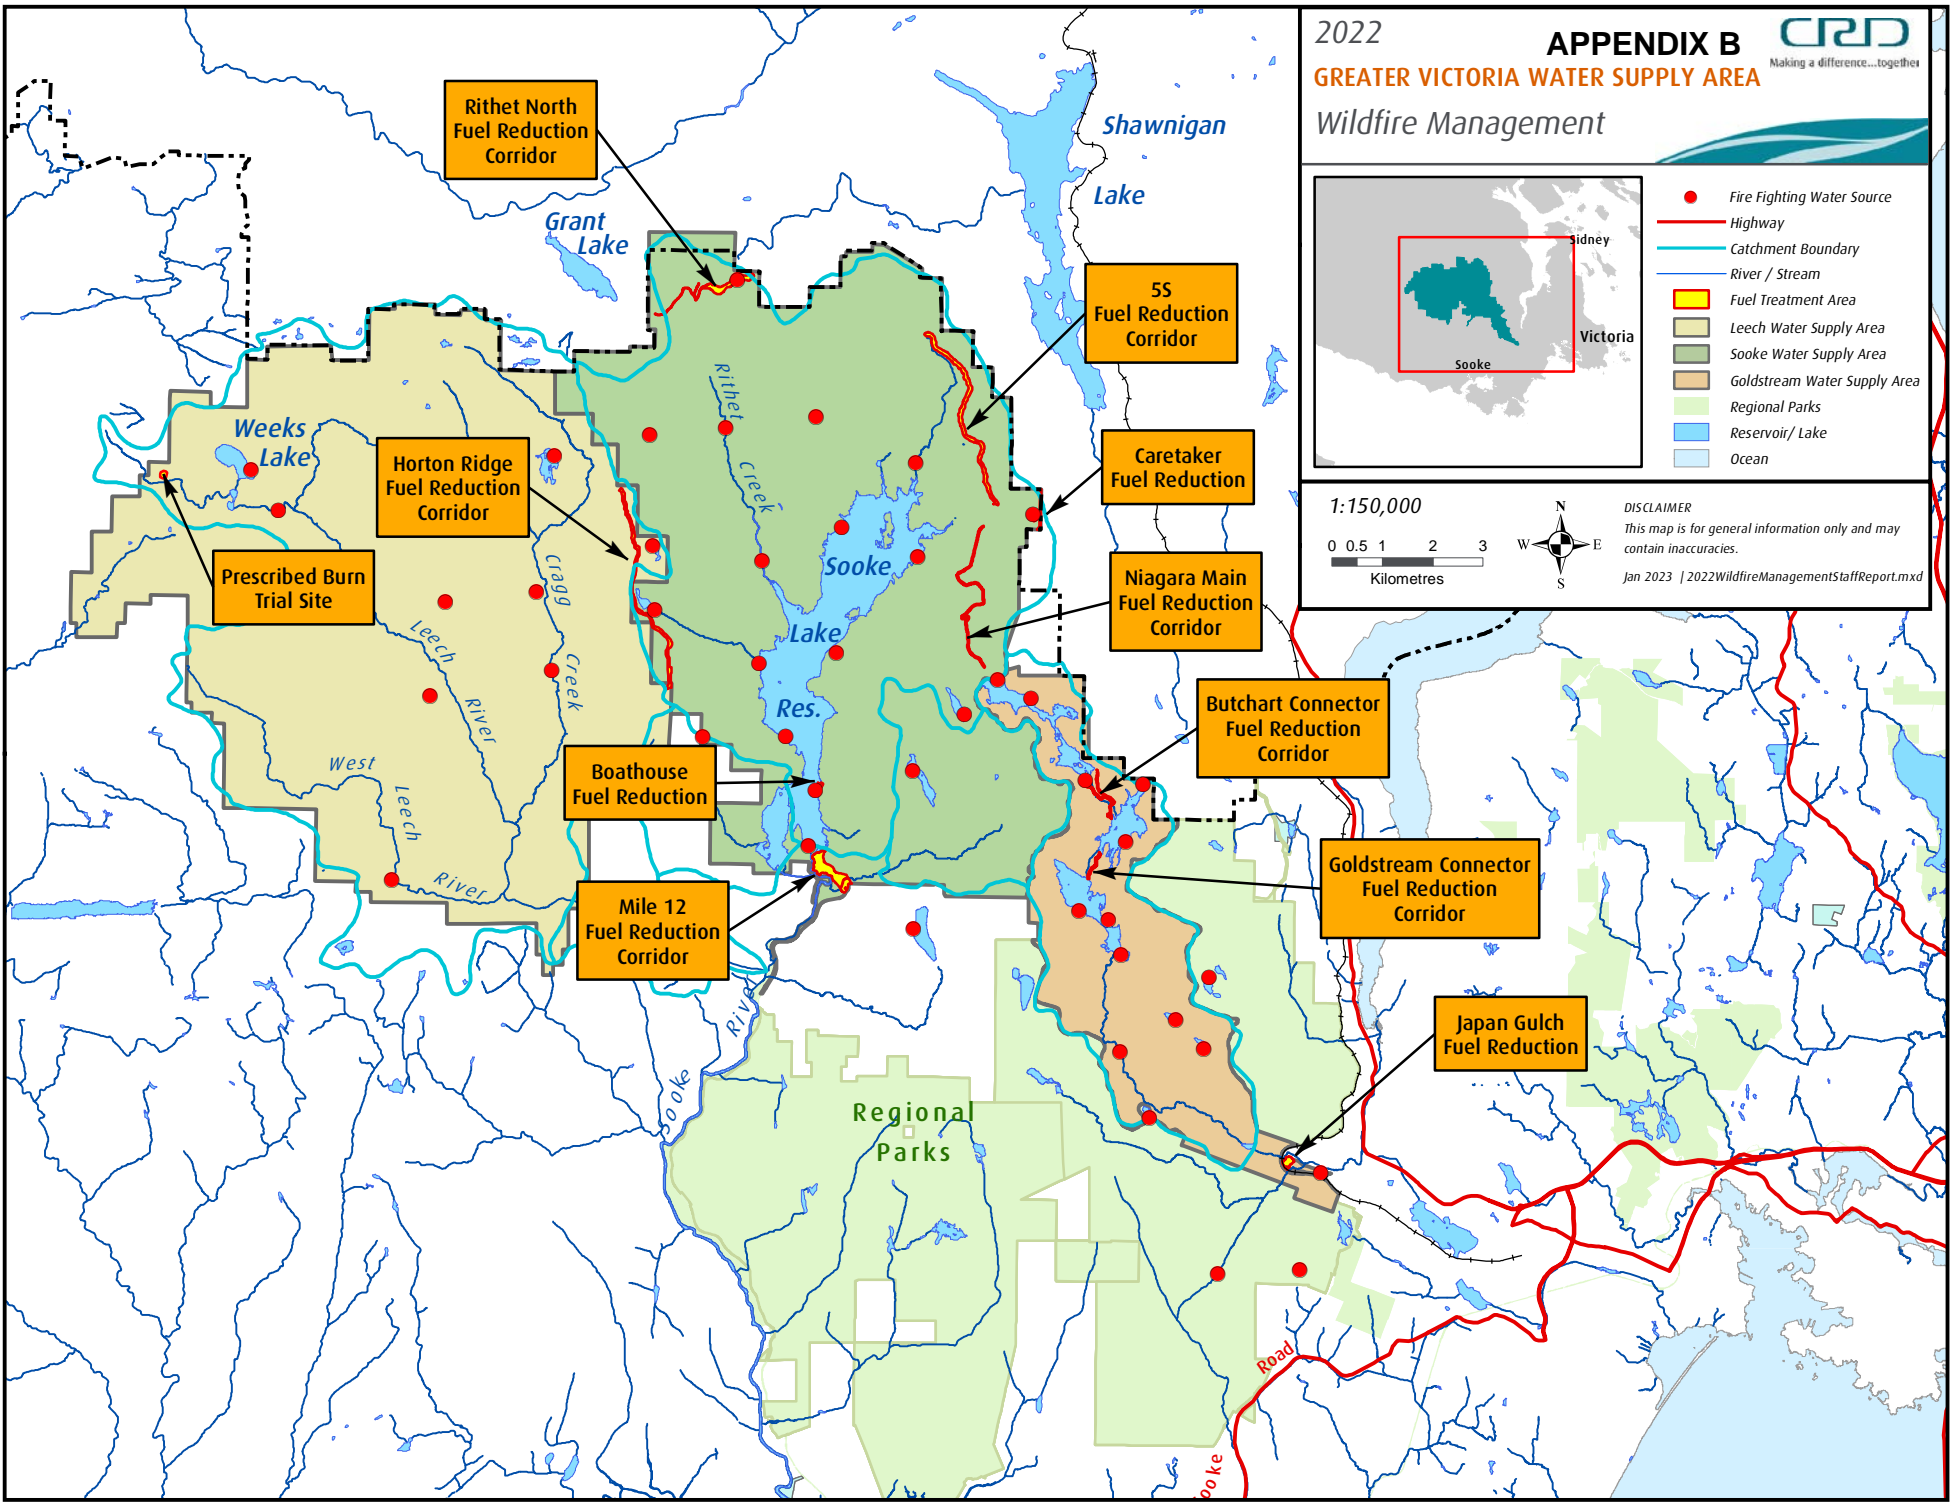 2022
APPENDIX B
CRD
Making a difference...together
GREATER VICTORIA WATER SUPPLY AREA
Wildfire Management
Sidney
Victoria
Sooke
Fire Fighting Water Source
Highway
Catchment Boundary
River / Stream
Fuel Treatment Area
Leech Water Supply Area
Sooke Water Supply Area
Goldstream Water Supply Area
Regional Parks
Reservoir/ Lake
Ocean
1:150,000
0 0.5 1 2 3
Kilometres
N
W E
S
DISCLAIMER
This map is for general information only and may
contain inaccuracies.
Jan 2023 | 2022WildfireManagementStaffReport.mxd
Rithet North
Fuel Reduction
Corridor
Grant
Lake
Shawnigan
Lake
5S
Fuel Reduction
Corridor
Rithet
Creek
Weeks
Lake
Horton Ridge
Fuel Reduction
Corridor
Caretaker
Fuel Reduction
Prescribed Burn
Trial Site
Cragg
Creek
Sooke
Lake
Res.
Niagara Main
Fuel Reduction
Corridor
Leech
River
Butchart Connector
Fuel Reduction
Corridor
West
Leech
River
Boathouse
Fuel Reduction
Goldstream Connector
Fuel Reduction
Corridor
Mile 12
Fuel Reduction
Corridor
Sooke
River
Japan Gulch
Fuel Reduction
Regional
Parks
Road
ooke